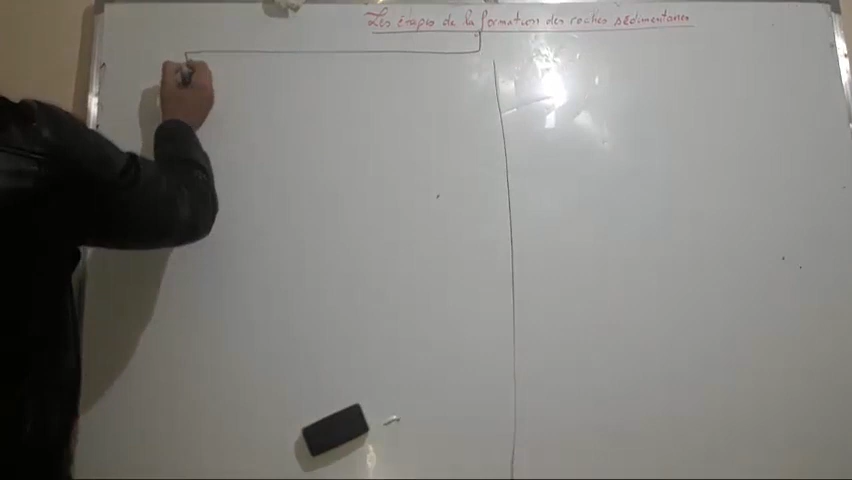 Les étapes de la formation des roches sédimentaires